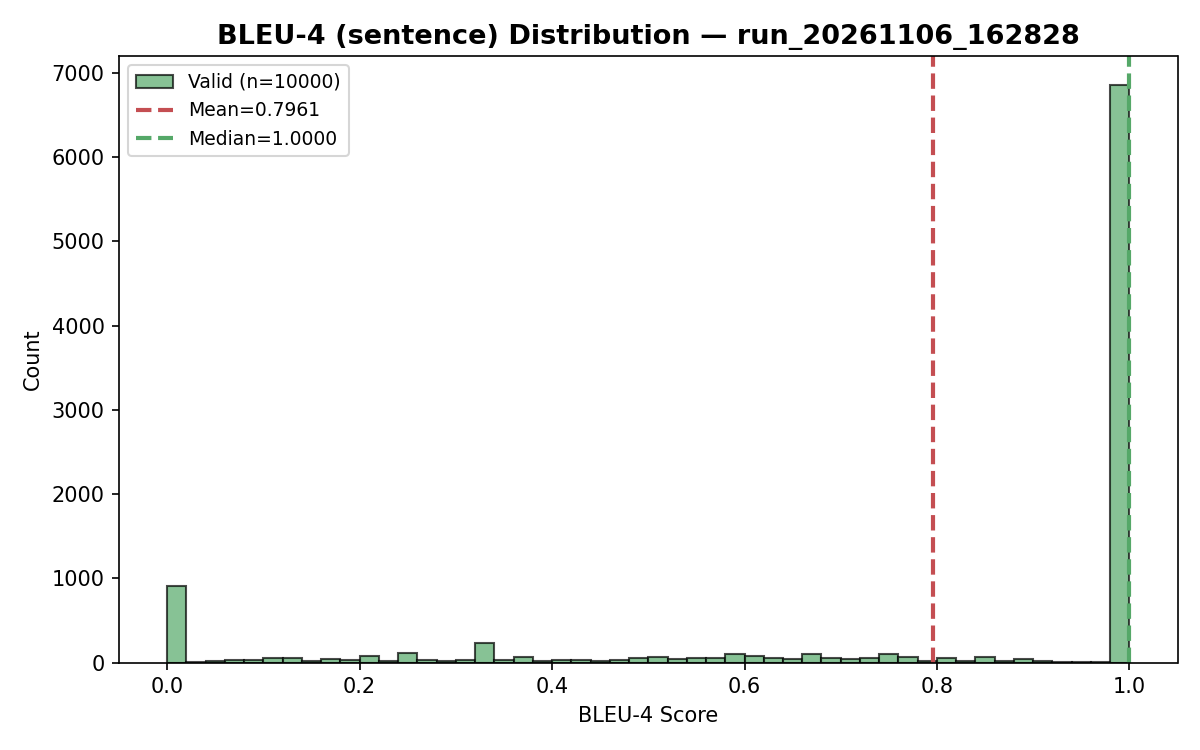 BLEU-4 (sentence) Distribution — run_20261106_162828
Valid (n=10000)
Mean=0.7961
Median=1.0000
7000
6000
5000
4000
3000
2000
1000
0
Count
0.0 0.2 0.4 0.6 0.8 1.0
BLEU-4 Score